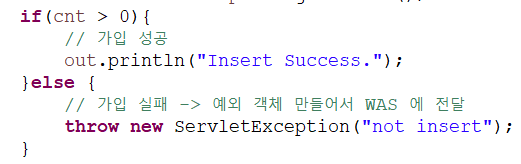 if(cnt > 0){
// 가입 성공
out.println("Insert Success.");
}else {
// 가입 실패 -> 예외 객체 만들어서 WAS 에 전달
throw new ServletException("not insert");
}